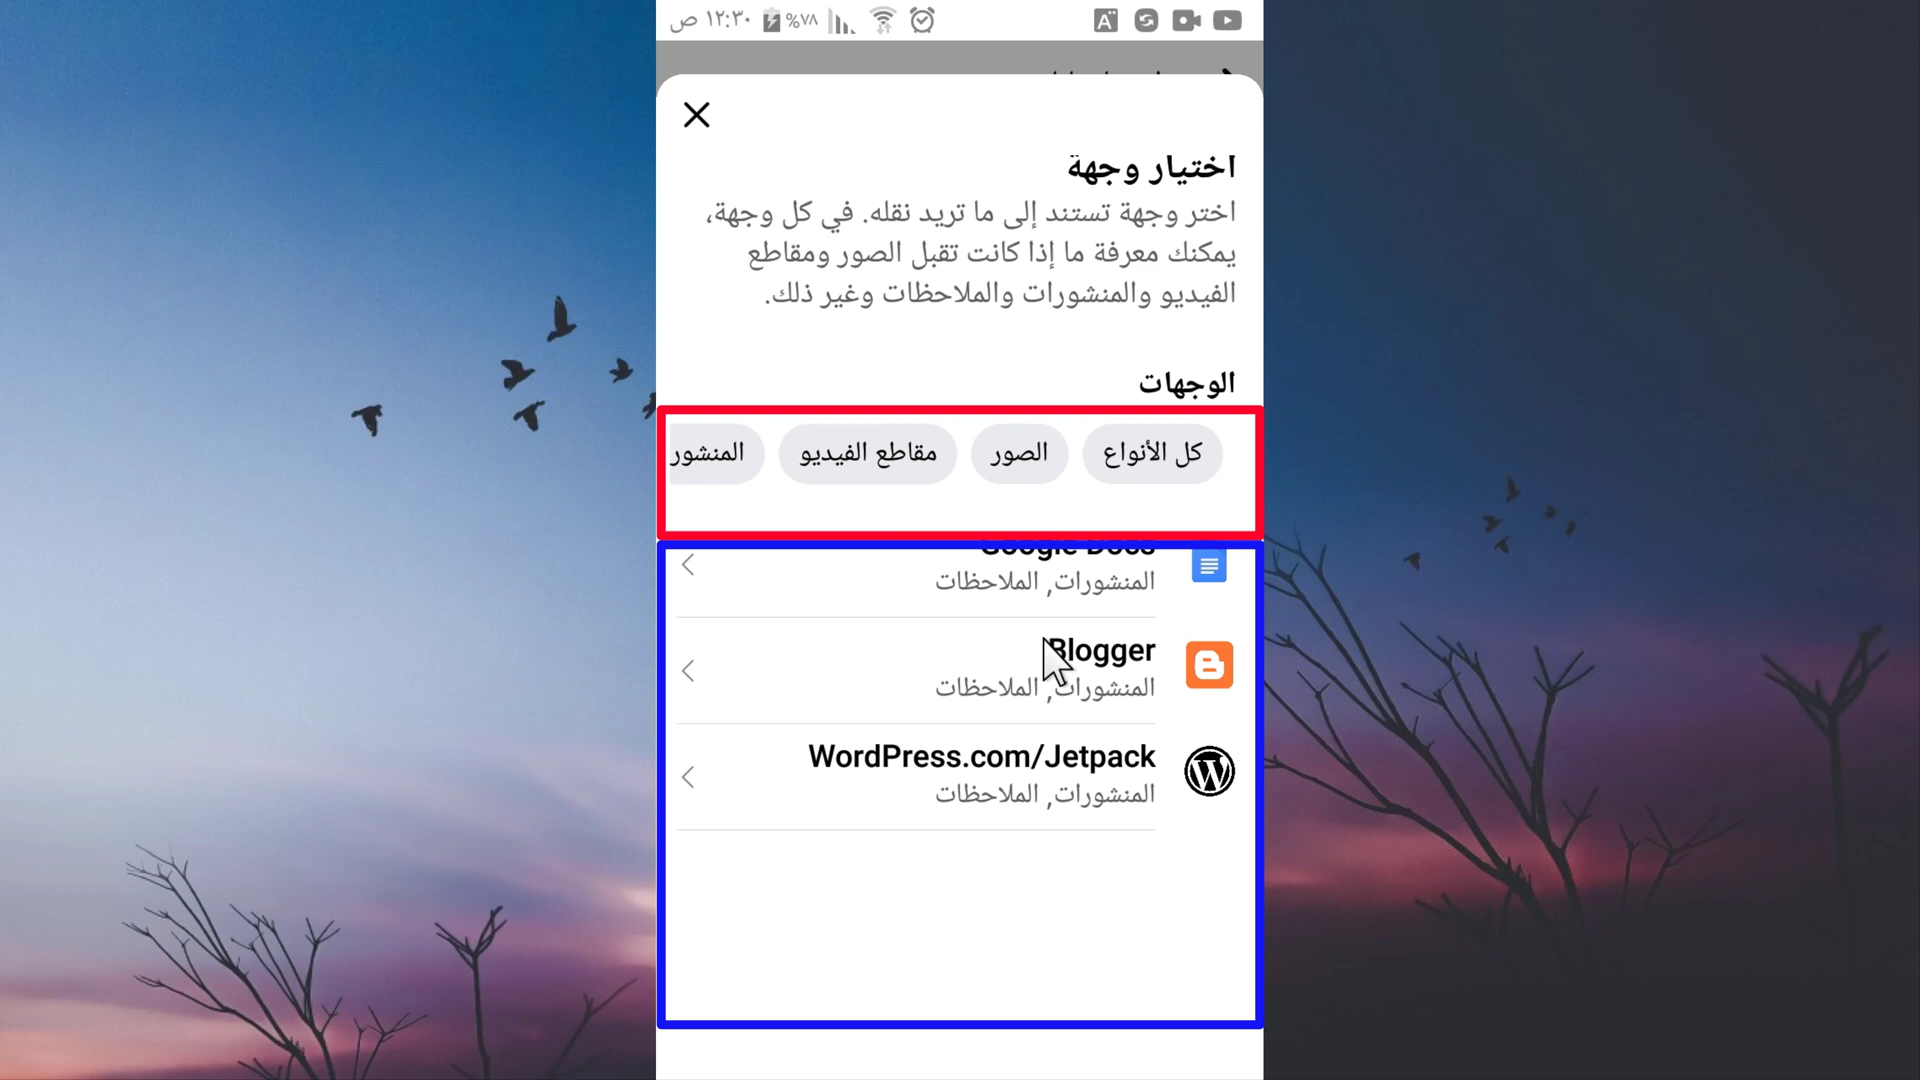 ١٢:٣٠ ص %٧٨
اختيار وجهة
اختر وجهة تستند إلى ما تريد نقله. في كل وجهة،
يمكنك معرفة ما إذا كانت تقبل الصور ومقاطع
الفيديو والمنشورات والملاحظات وغير ذلك.
الوجهات
كل الأنواع الصور مقاطع الفيديو المنشور
Google Docs
المنشورات, الملاحظات
Blogger
المنشورات, الملاحظات
WordPress.com/Jetpack
المنشورات, الملاحظات